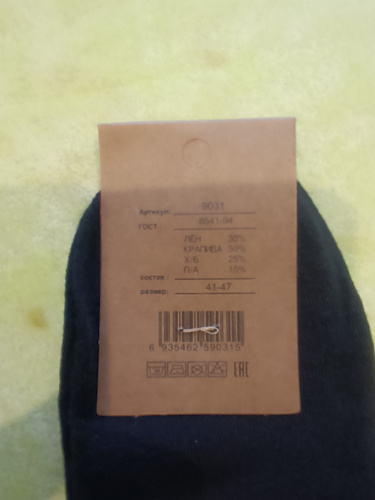 Артикул: 9031
ГОСТ: 8541-94
ЛЁН 30%
КРАПИВА 30%
Х/Б 25%
П/А 15%
состав:
размер: 41-47
6 935462 590315
EAC